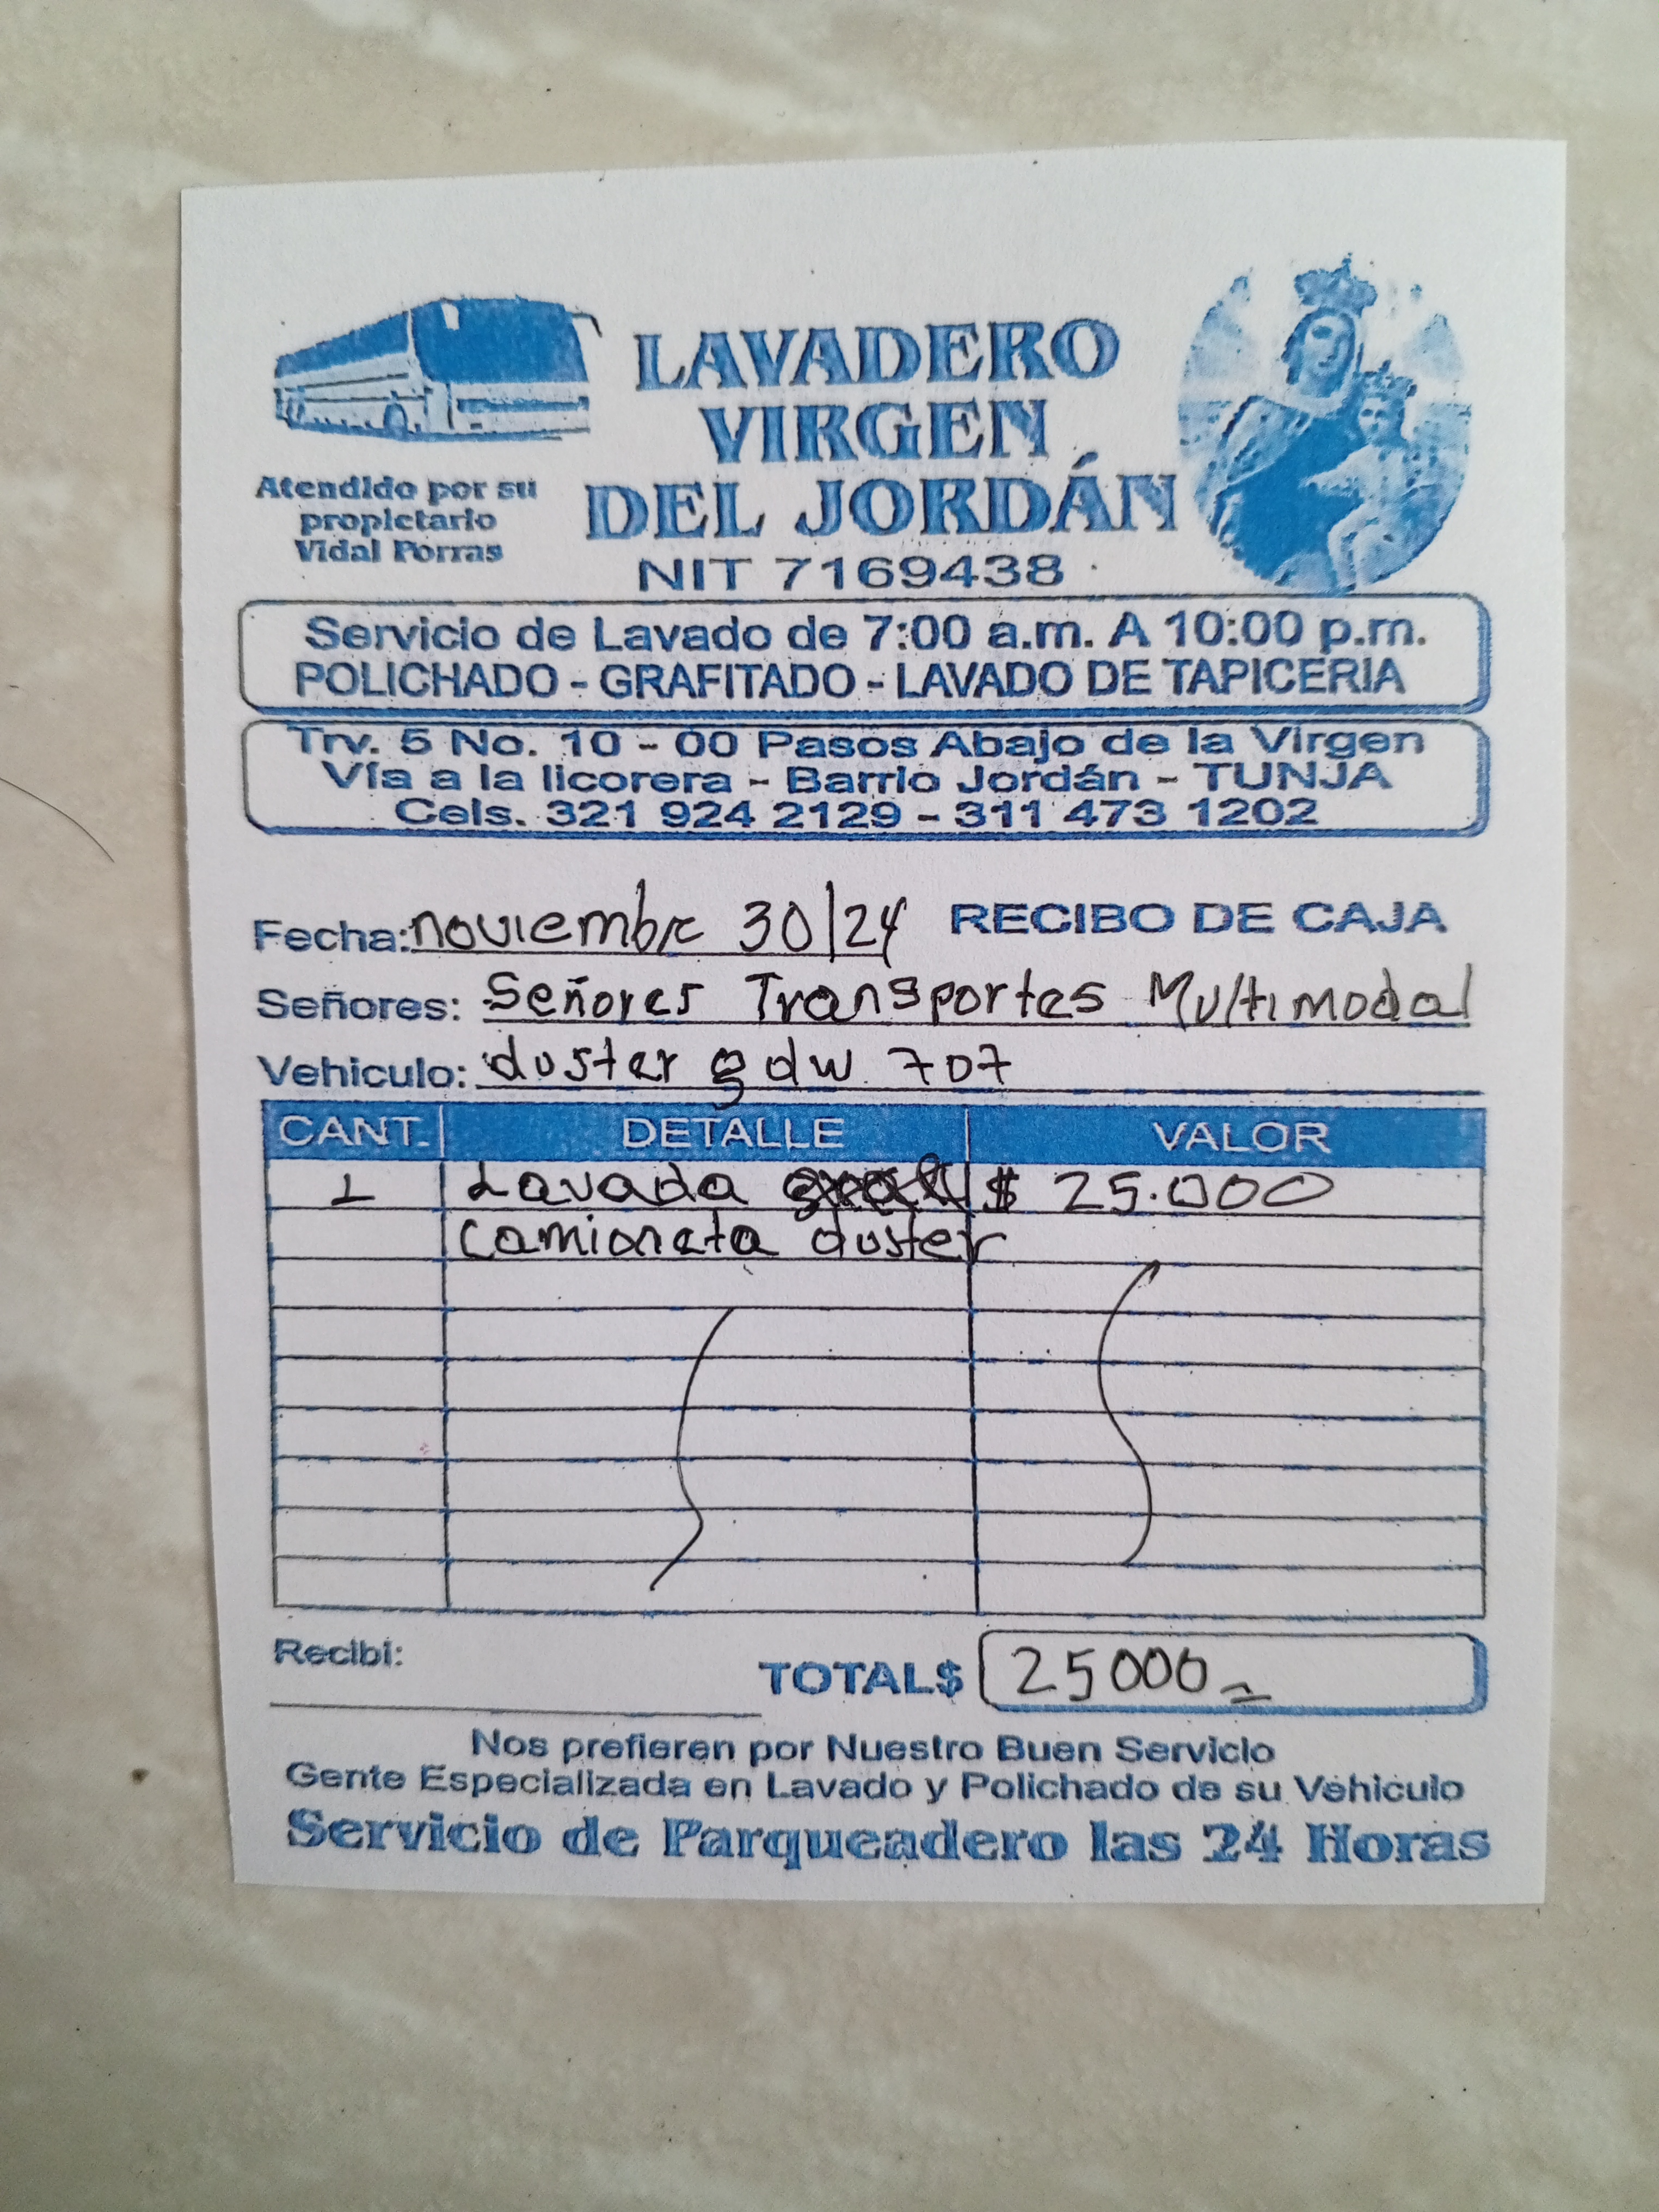 LAVADERO
VIRGEN
DEL JORDÁN
NIT 7169438
Atendido por su
propietario
Vidal Porras
Servicio de Lavado de 7:00 a.m. A 10:00 p.m.
POLICHADO - GRAFITADO - LAVADO DE TAPICERIA
Trv. 5 No. 10 - 00 Pasos Abajo de la Virgen
Vía a la licorera - Barrio Jordán - TUNJA
Cels. 321 924 2129 - 311 473 1202
Fecha: noviembre 30/24 RECIBO DE CAJA
Señores: Señores Transportes Multimodal
Vehiculo: duster gdw 707
CANT. DETALLE VALOR
1 Lavada $ 25.000
camioneta duster
Recibi:
TOTAL$ 25000
Nos prefieren por Nuestro Buen Servicio
Gente Especializada en Lavado y Polichado de su Vehiculo
Servicio de Parqueadero las 24 Horas